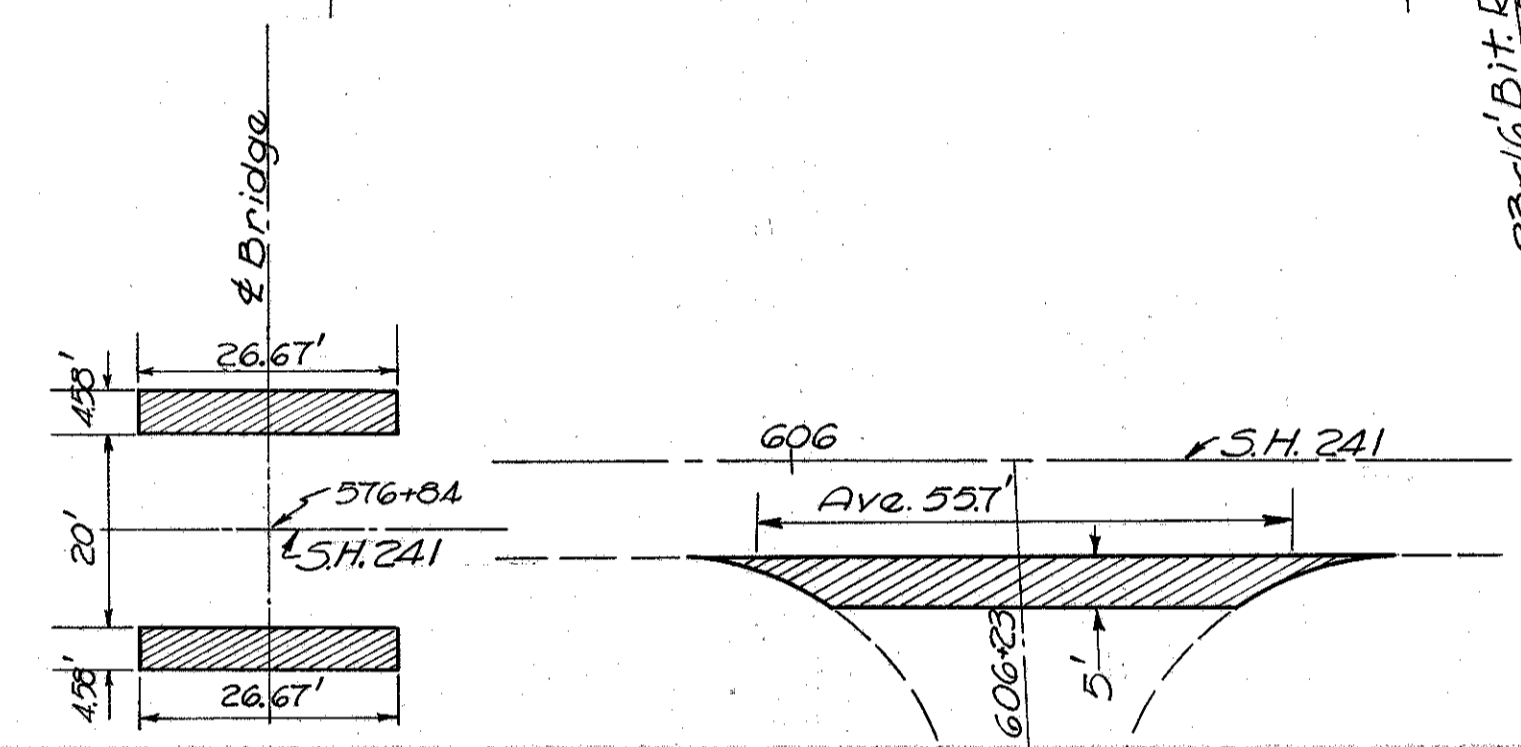 ℄ Bridge
26.67'
4.58'
20'
576+84
S.H. 241
4.58'
26.67'
606
S.H. 241
Ave. 55.7'
606+23
5'
Bit.